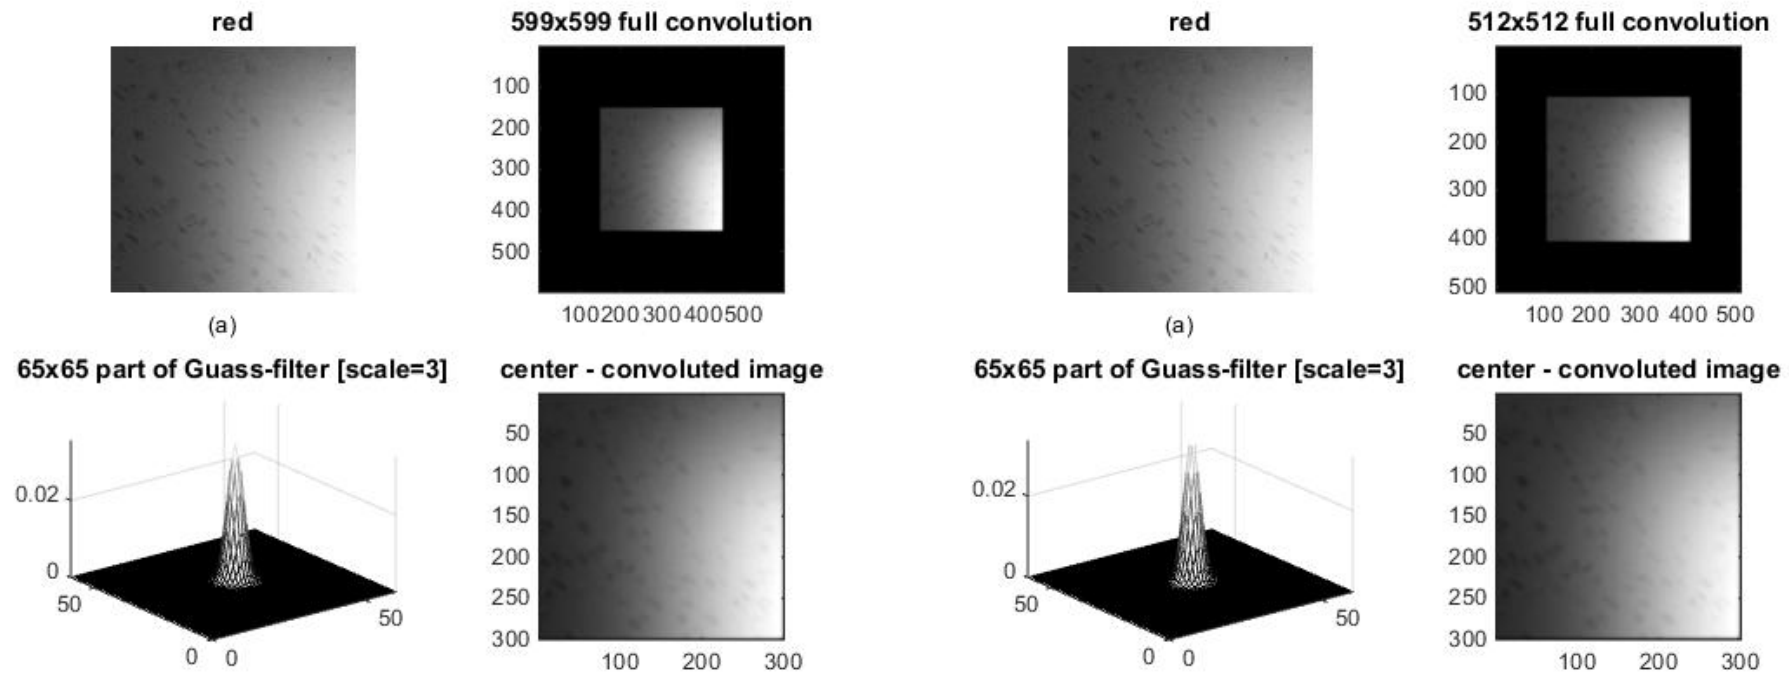 red
599x599 full convolution
100
200
300
400
500
100200300400500
(a)
65x65 part of Guass-filter [scale=3]
0.02
0
50
0
0
50
center - convoluted image
50
100
150
200
250
300
100 200 300
red
512x512 full convolution
100
200
300
400
500
100 200 300 400 500
(a)
65x65 part of Guass-filter [scale=3]
0.02
0
50
0
0
50
center - convoluted image
50
100
150
200
250
300
100 200 300